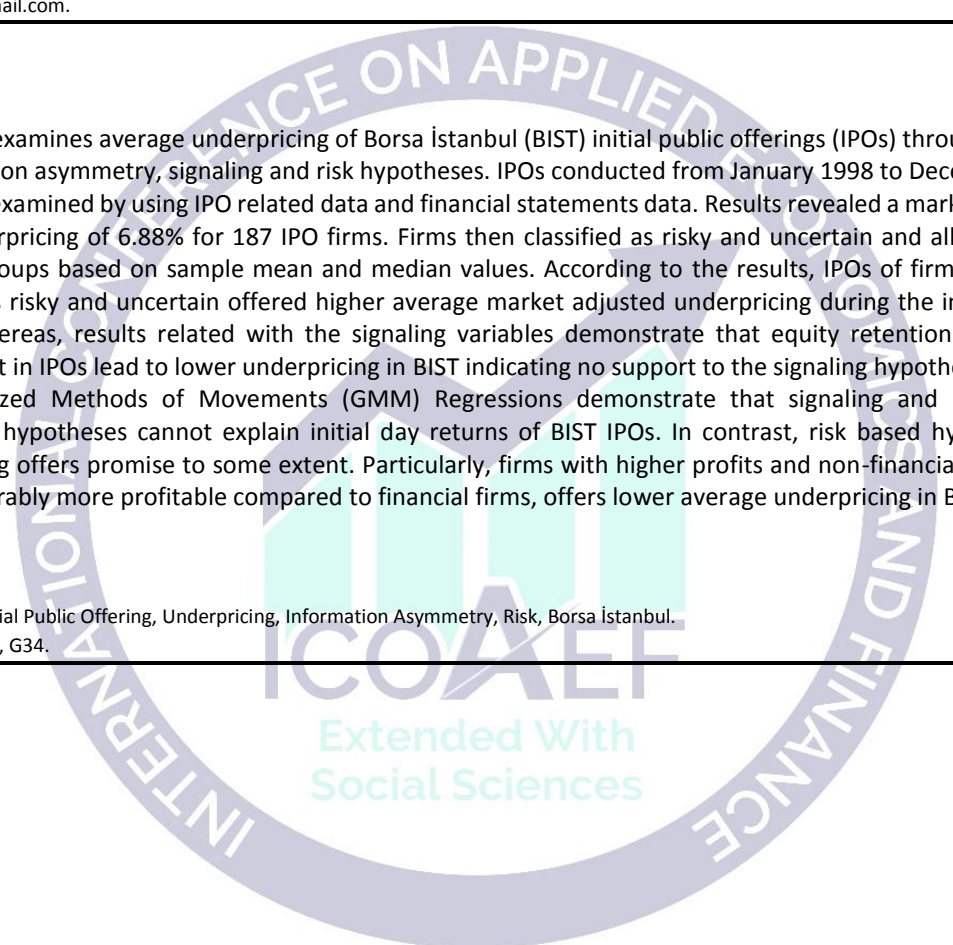 ail.com.
examines average underpricing of Borsa İstanbul (BIST) initial public offerings (IPOs) throu
on asymmetry, signaling and risk hypotheses. IPOs conducted from January 1998 to Dece
examined by using IPO related data and financial statements data. Results revealed a mark
rpricing of 6.88% for 187 IPO firms. Firms then classified as risky and uncertain and all
oups based on sample mean and median values. According to the results, IPOs of firm
s risky and uncertain offered higher average market adjusted underpricing during the in
ereas, results related with the signaling variables demonstrate that equity retention
t in IPOs lead to lower underpricing in BIST indicating no support to the signaling hypothe
ized Methods of Movements (GMM) Regressions demonstrate that signaling and
hypotheses cannot explain initial day returns of BIST IPOs. In contrast, risk based hy
g offers promise to some extent. Particularly, firms with higher profits and non-financia
rably more profitable compared to financial firms, offers lower average underpricing in B
ial Public Offering, Underpricing, Information Asymmetry, Risk, Borsa İstanbul.
, G34.
INTERNATIONAL CONFERENCE ON APPLIED ECONOMICS AND FINANCE
ICOAEF
Extended With
Social Sciences